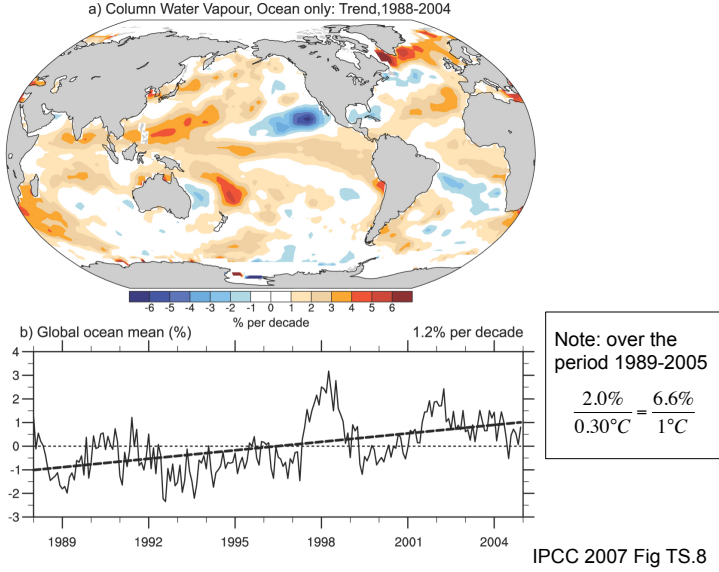 a) Column Water Vapour, Ocean only: Trend,1988-2004
-6 -5 -4 -3 -2 -1 0 1 2 3 4 5 6
% per decade
b) Global ocean mean (%) 1.2% per decade
4
3
2
1
0
-1
-2
-3
1989 1992 1995 1998 2001 2004
Note: over the
period 1989-2005
2.0% / 0.30°C = 6.6% / 1°C
IPCC 2007 Fig TS.8